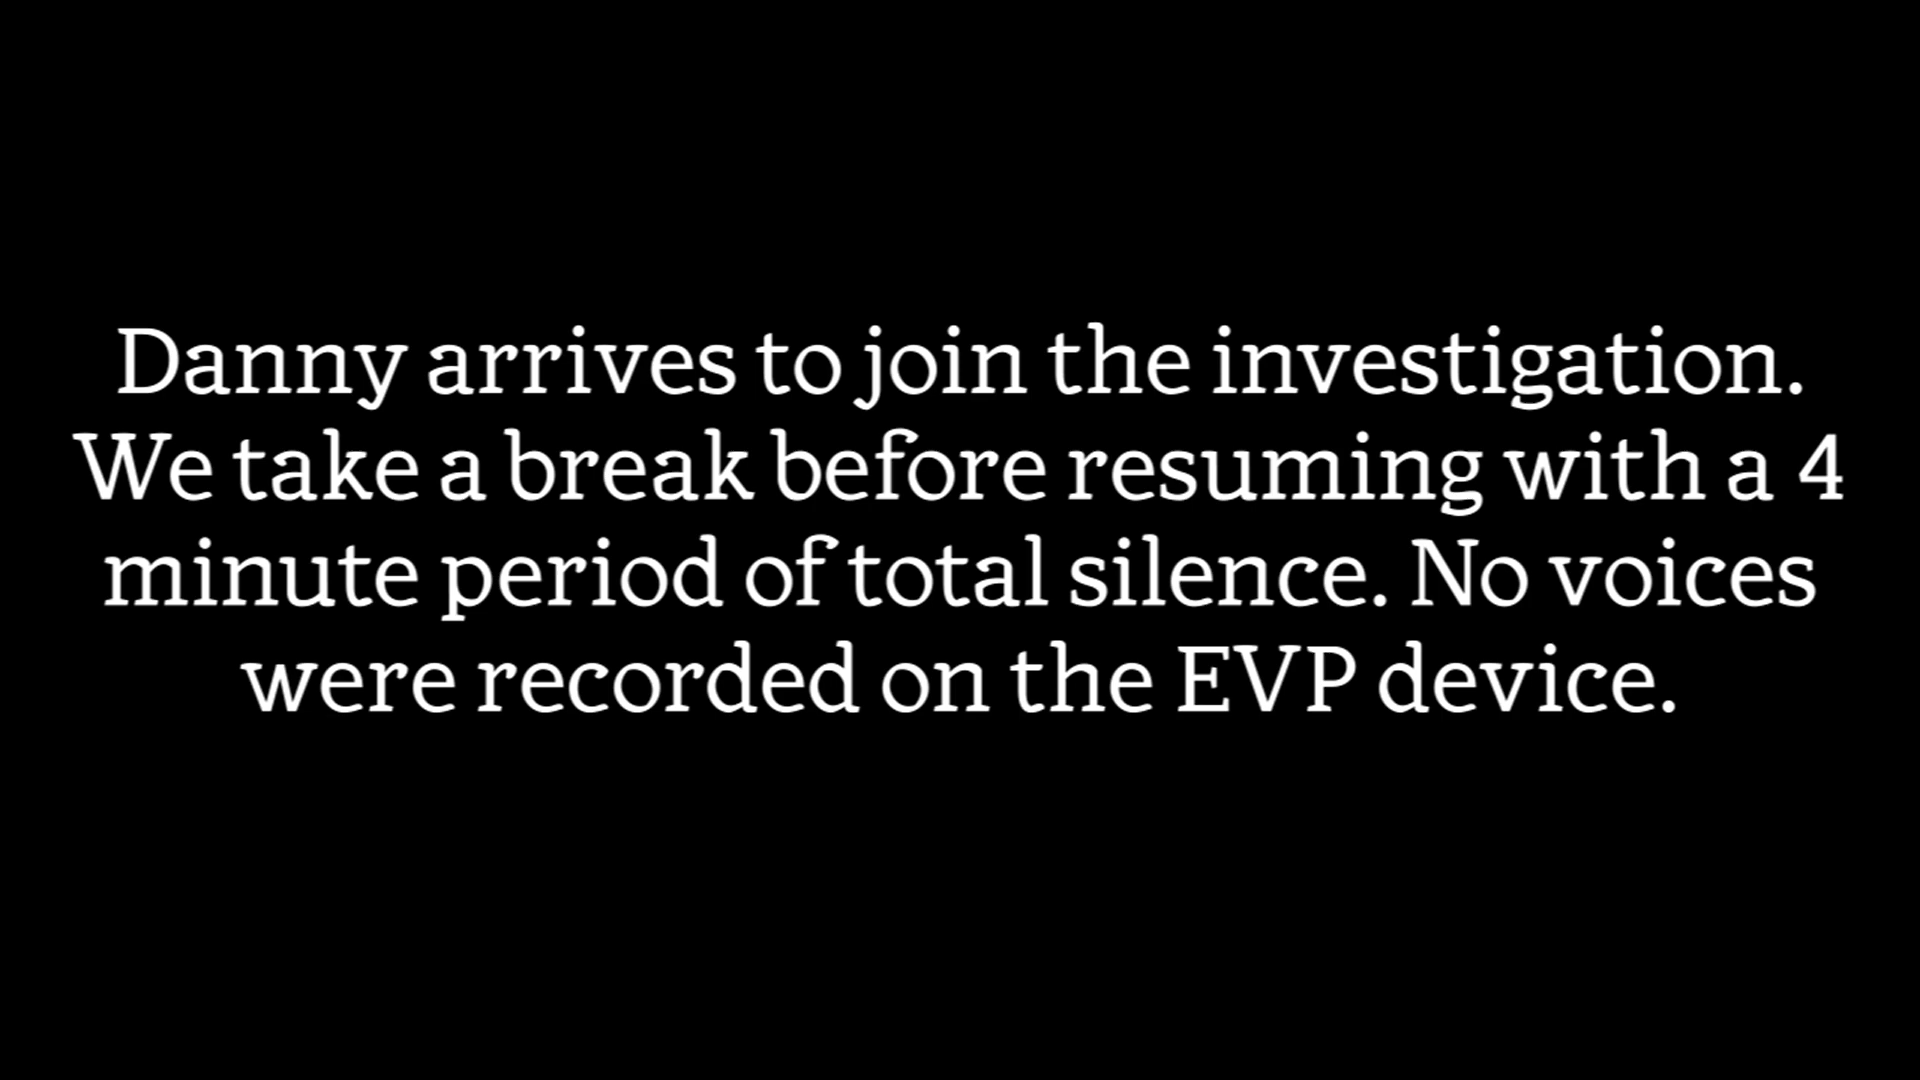 Danny arrives to join the investigation.
We take a break before resuming with a 4
minute period of total silence. No voices
were recorded on the EVP device.